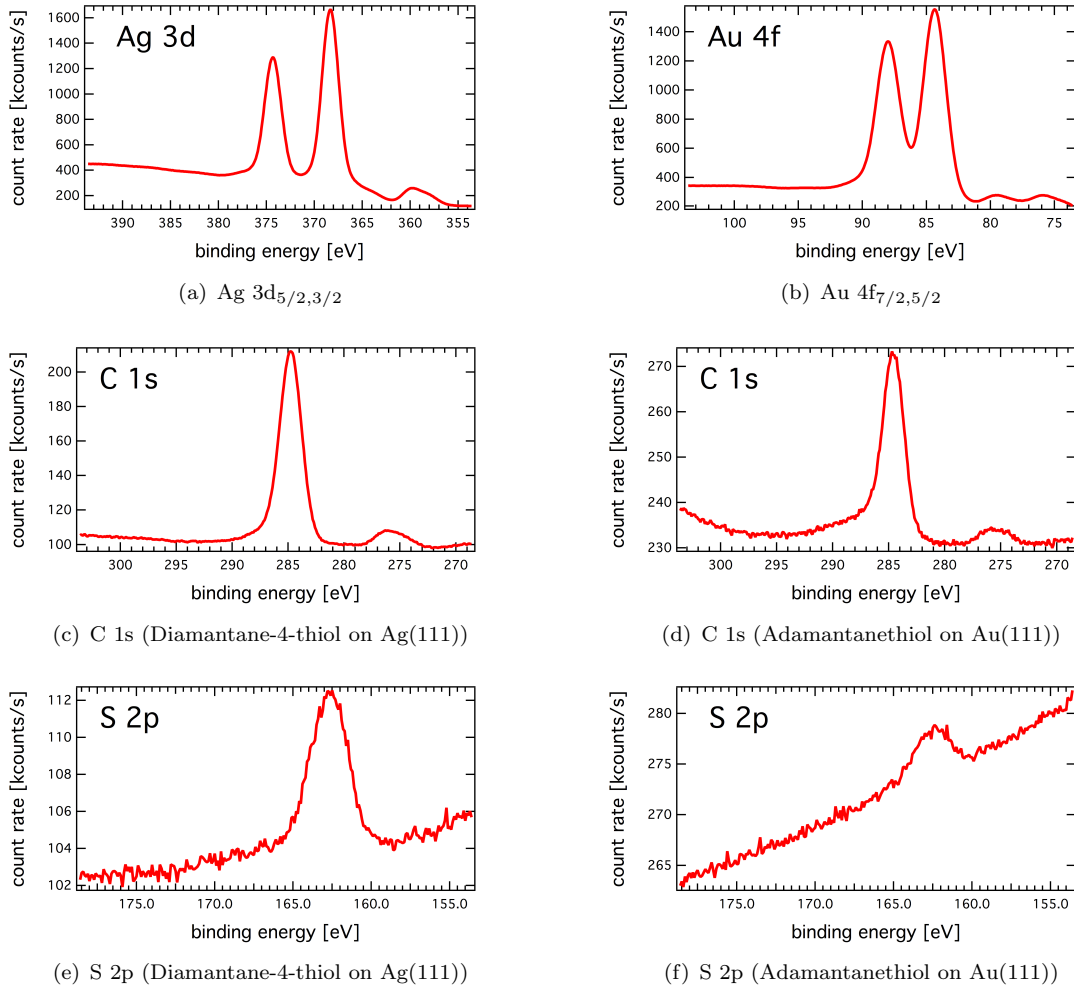 Ag 3d
count rate [kcounts/s]
1600
1400
1200
1000
800
600
400
200
390 385 380 375 370 365 360 355
binding energy [eV]
(a) Ag 3d5/2,3/2
Au 4f
count rate [kcounts/s]
1400
1200
1000
800
600
400
200
100 95 90 85 80 75
binding energy [eV]
(b) Au 4f7/2,5/2
C 1s
count rate [kcounts/s]
200
180
160
140
120
100
300 295 290 285 280 275 270
binding energy [eV]
(c) C 1s (Diamantane-4-thiol on Ag(111))
C 1s
count rate [kcounts/s]
270
260
250
240
230
300 295 290 285 280 275 270
binding energy [eV]
(d) C 1s (Adamantanethiol on Au(111))
S 2p
count rate [kcounts/s]
112
110
108
106
104
102
175.0 170.0 165.0 160.0 155.0
binding energy [eV]
(e) S 2p (Diamantane-4-thiol on Ag(111))
S 2p
count rate [kcounts/s]
280
275
270
265
175.0 170.0 165.0 160.0 155.0
binding energy [eV]
(f) S 2p (Adamantanethiol on Au(111))